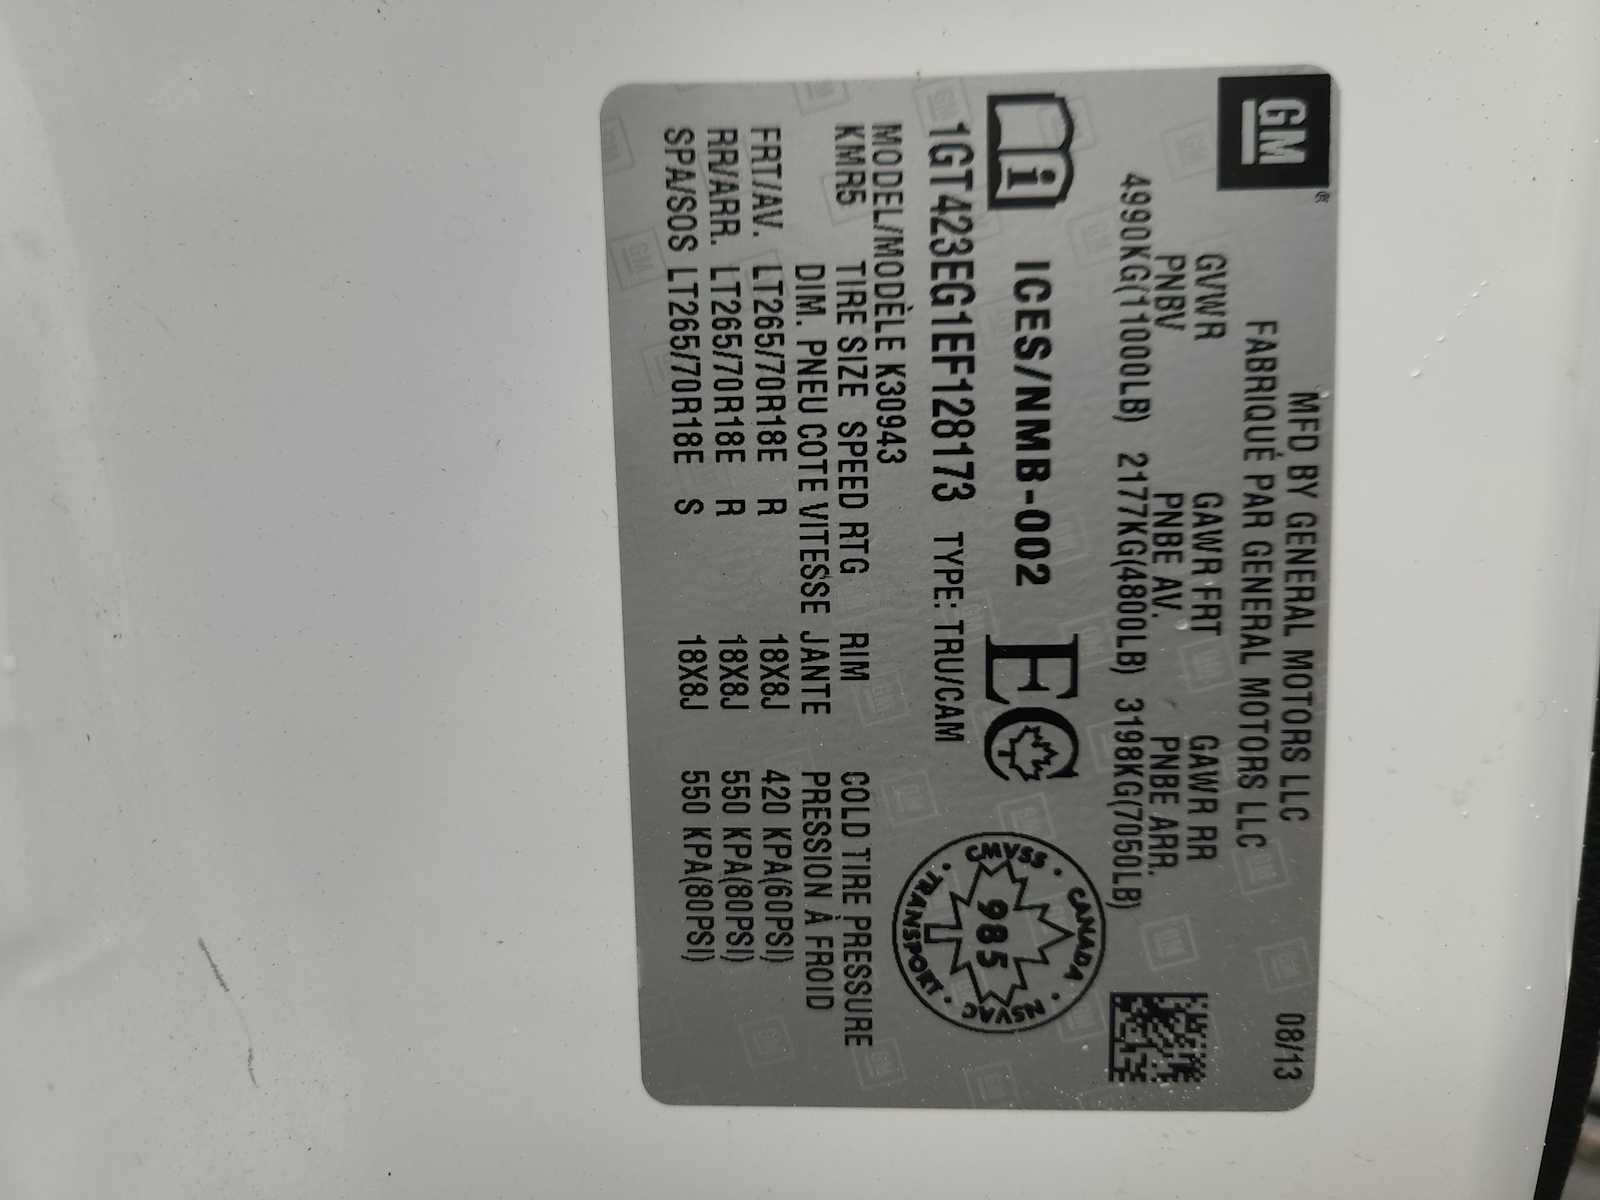 GM
®
MFD BY GENERAL MOTORS LLC 08/13
FABRIQUÉ PAR GENERAL MOTORS LLC
GVWR GAWR FRT GAWR RR
PNBV PNBE AV. PNBE ARR.
4990KG(11000LB) 2177KG(4800LB) 3198KG(7050LB)
i ICES/NMB-002 EC T
CANADA · NSVAC · TRANSPORT · CMVSS ·
985
1GT423EG1EF128173 TYPE: TRU/CAM
MODEL/MODÈLE K30943
KMR5 TIRE SIZE SPEED RTG RIM COLD TIRE PRESSURE
DIM. PNEU COTE VITESSE JANTE PRESSION À FROID
FRT/AV. LT265/70R18E R 18X8J 420 KPA(60PSI)
RR/ARR. LT265/70R18E R 18X8J 550 KPA(80PSI)
SPA/SOS LT265/70R18E S 18X8J 550 KPA(80PSI)